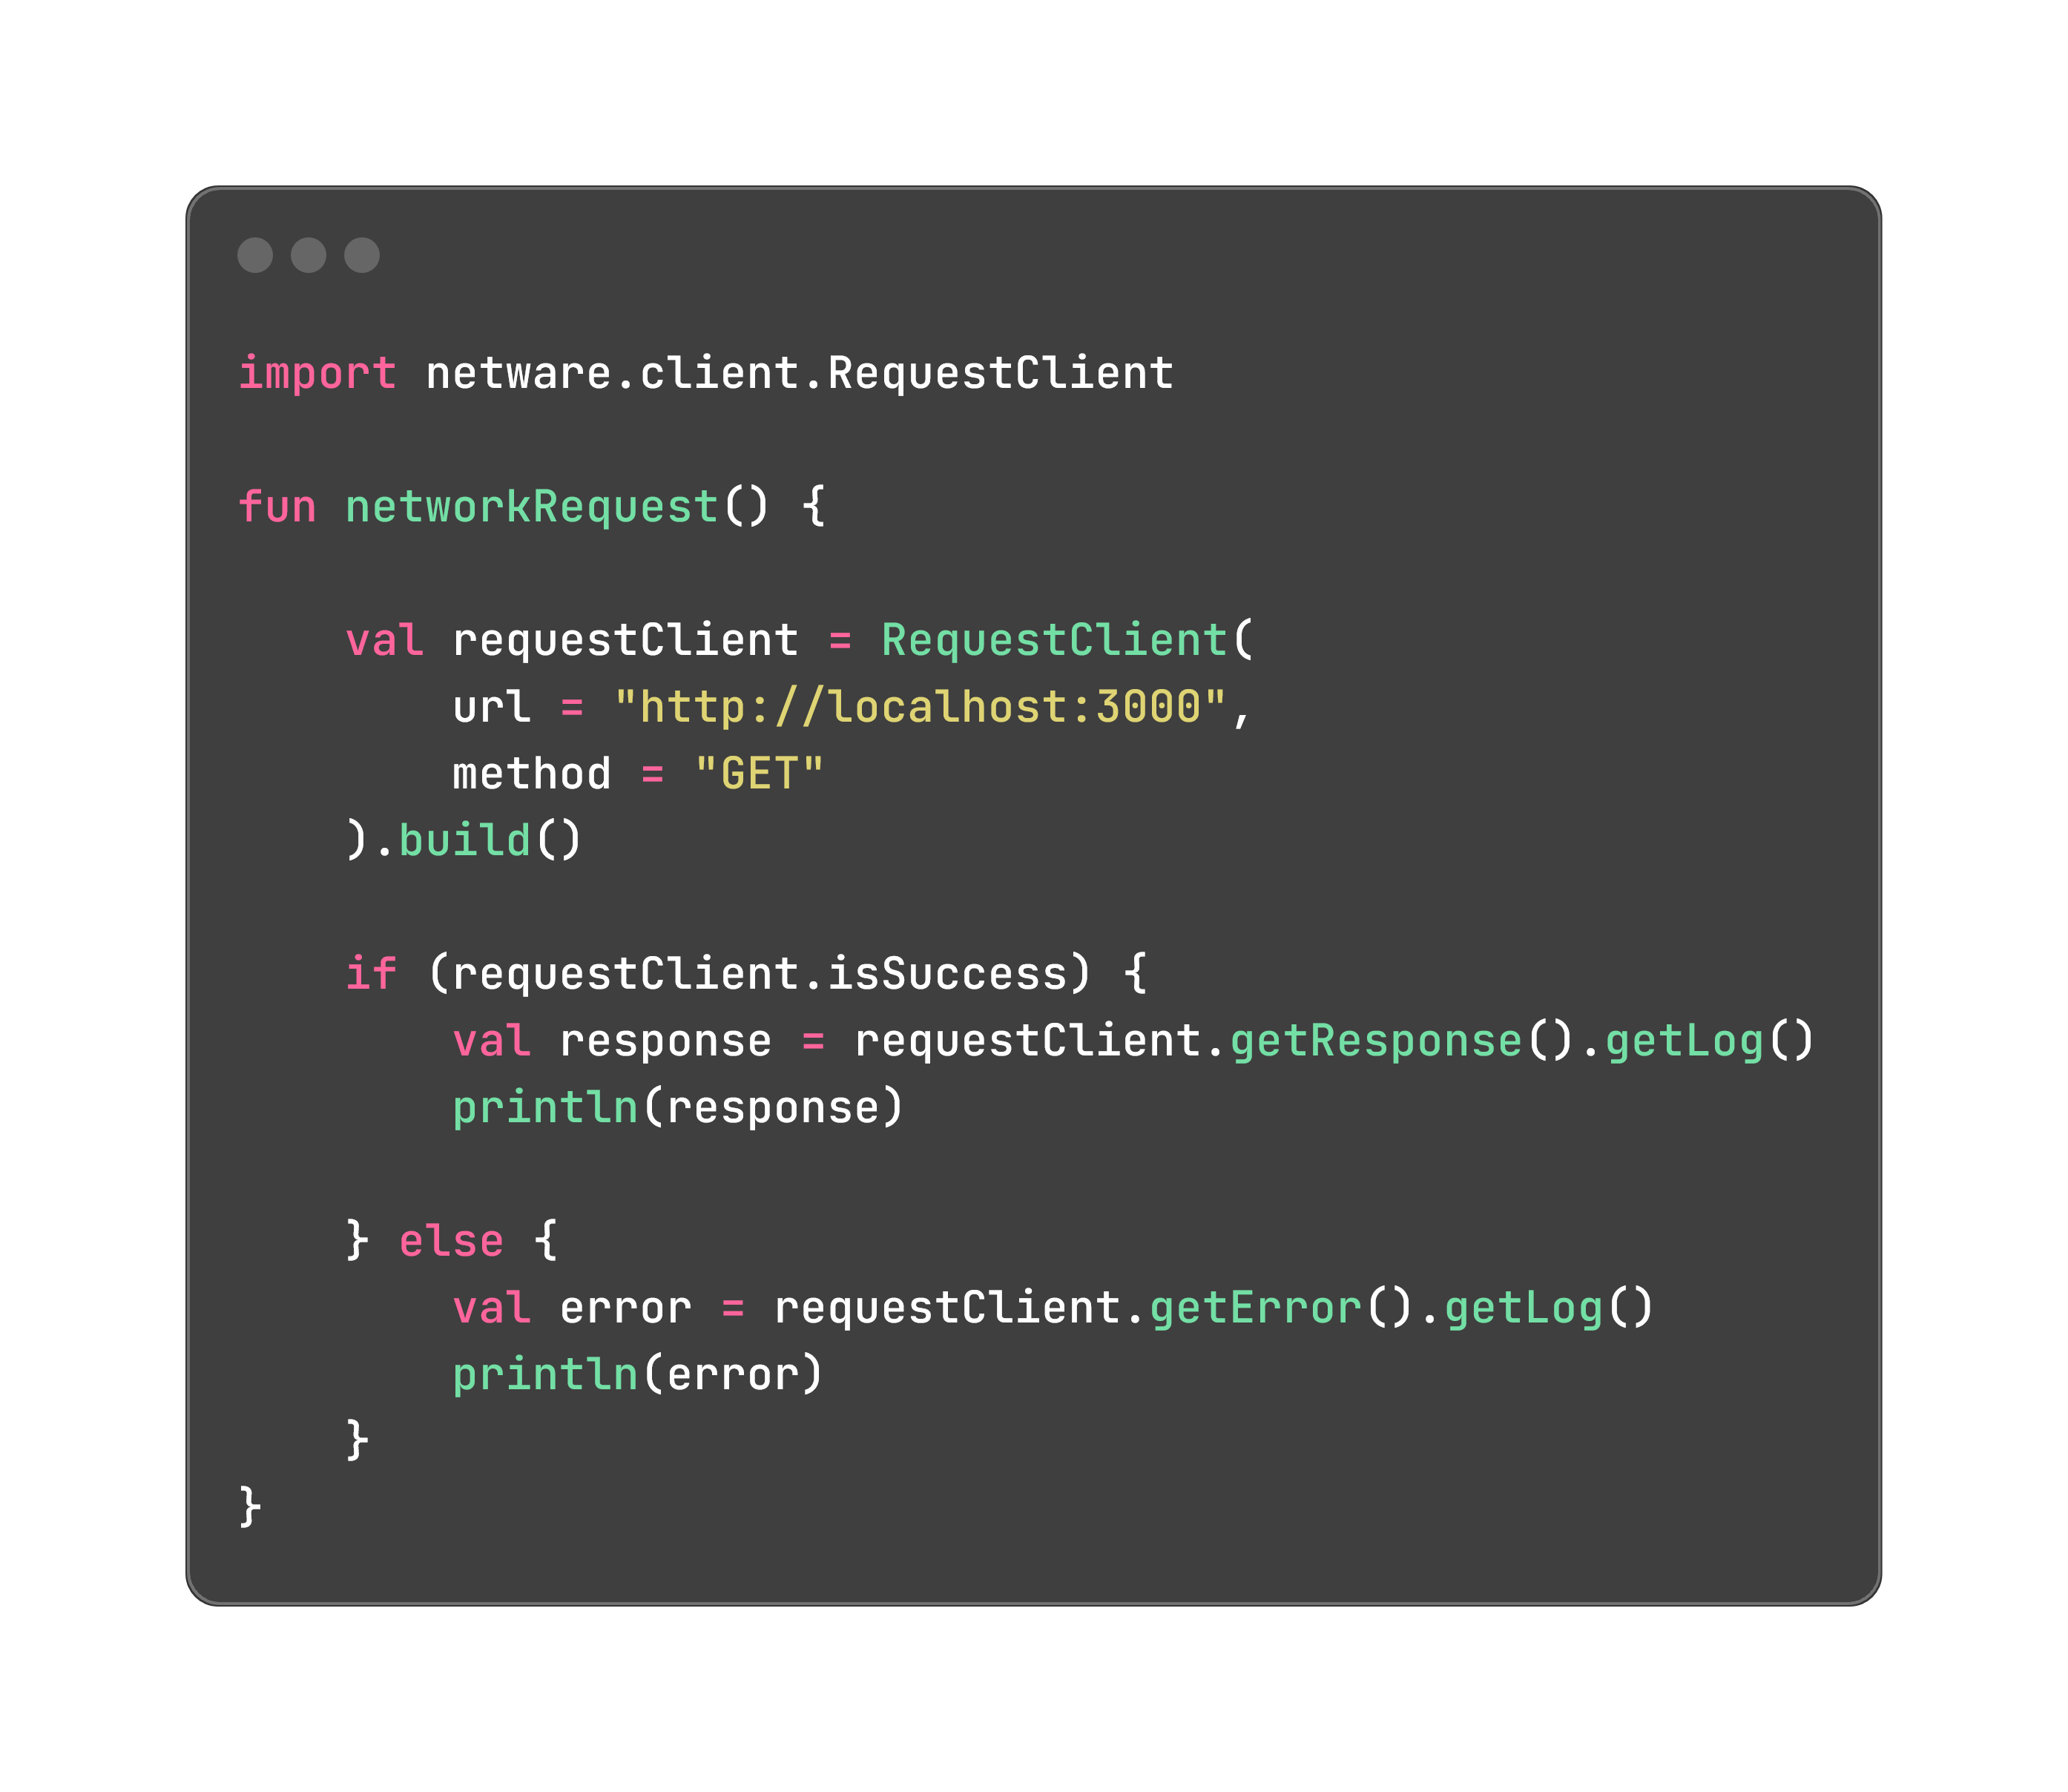 import netware.client.RequestClient
fun networkRequest() {
    val requestClient = RequestClient(
        url = "http://localhost:3000",
        method = "GET"
    ).build()
    if (requestClient.isSuccess) {
        val response = requestClient.getResponse().getLog()
        println(response)
    } else {
        val error = requestClient.getError().getLog()
        println(error)
    }
}